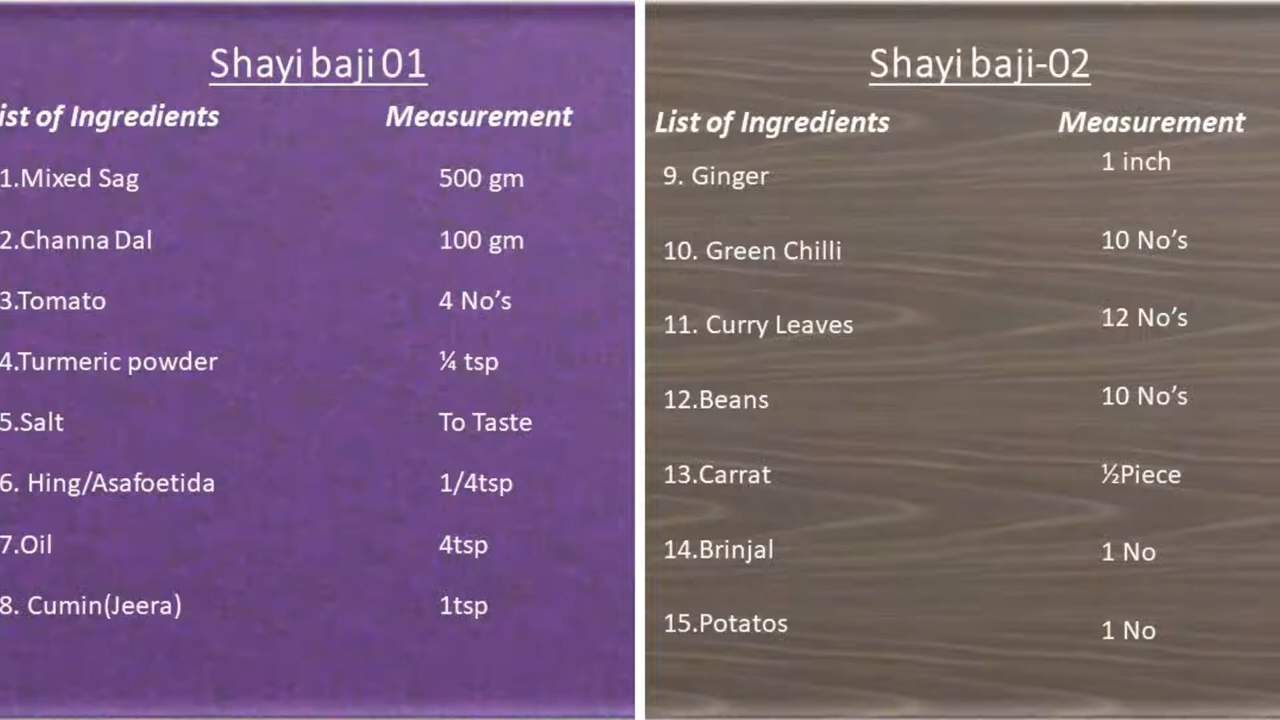 Shayi baji 01
ist of Ingredients Measurement
1.Mixed Sag 500 gm
2.Channa Dal 100 gm
3.Tomato 4 No’s
4.Turmeric powder ¼ tsp
5.Salt To Taste
6. Hing/Asafoetida 1/4tsp
7.Oil 4tsp
8. Cumin(Jeera) 1tsp
Shayi baji-02
List of Ingredients Measurement
9. Ginger 1 inch
10. Green Chilli 10 No’s
11. Curry Leaves 12 No’s
12.Beans 10 No’s
13.Carrat ½Piece
14.Brinjal 1 No
15.Potatos 1 No